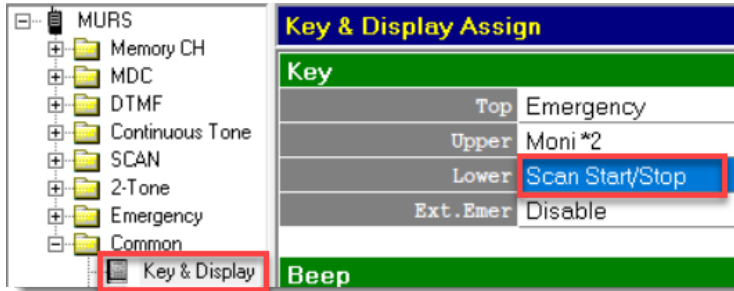 MURS
Memory CH
MDC
DTMF
Continuous Tone
SCAN
2-Tone
Emergency
Common
Key & Display
Key & Display Assign
Key
Top Emergency
Upper Moni *2
Lower Scan Start/Stop
Ext.Emer Disable
Beep